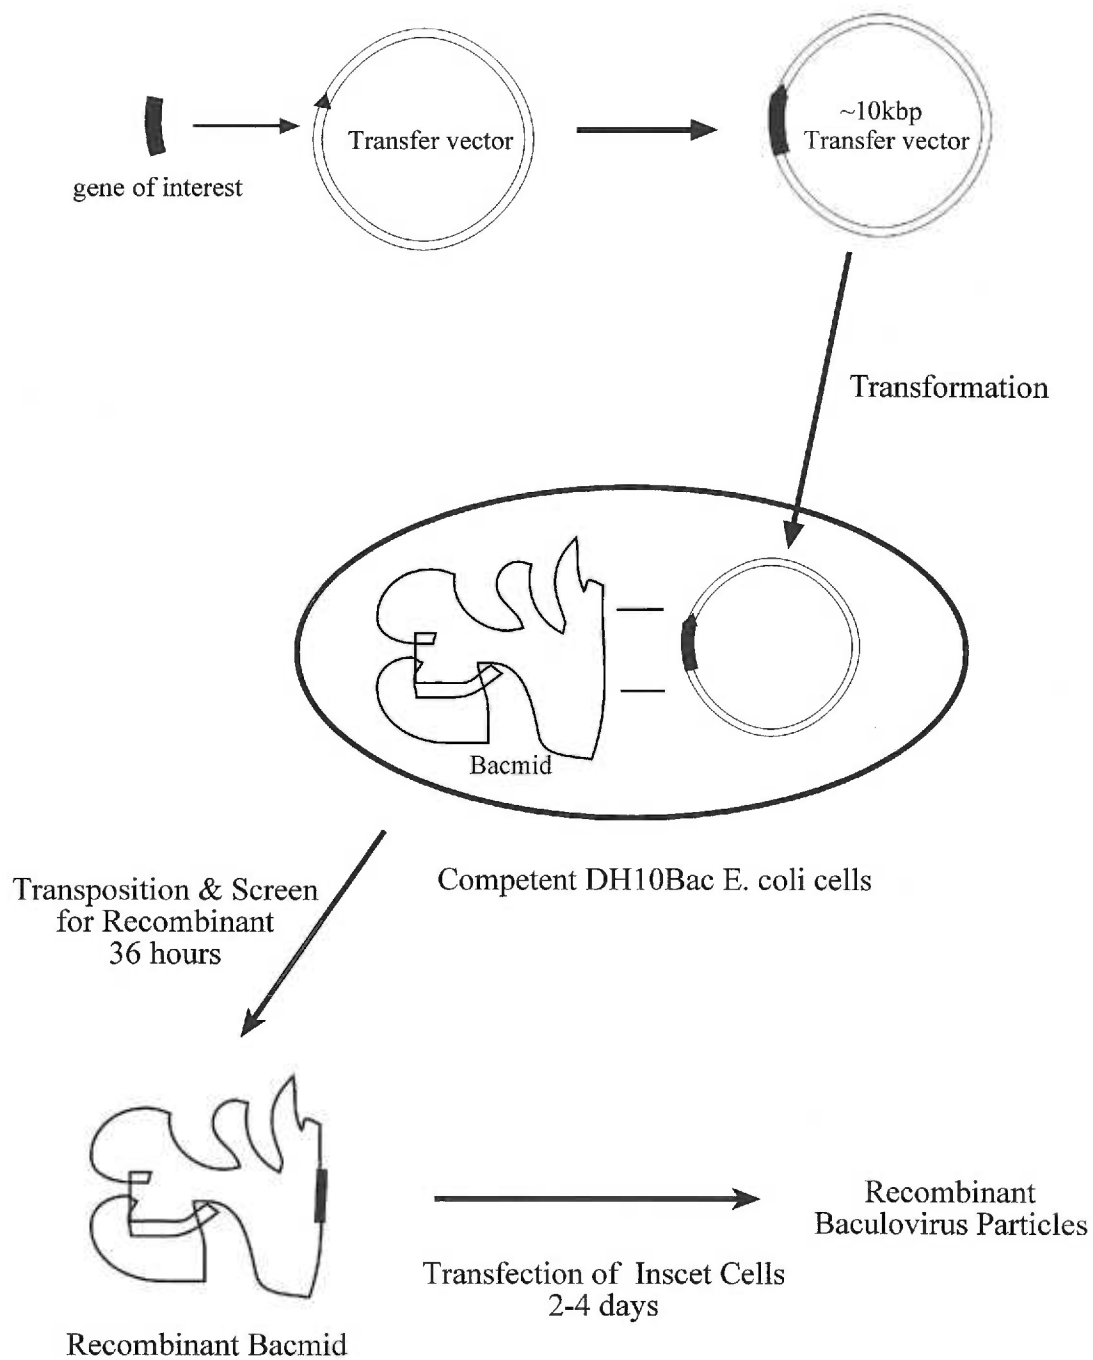 gene of interest
Transfer vector
~10kbp
Transfer vector
Transformation
Bacmid
Competent DH10Bac E. coli cells
Transposition & Screen
for Recombinant
36 hours
Recombinant Bacmid
Transfection of Inscet Cells
2-4 days
Recombinant
Baculovirus Particles